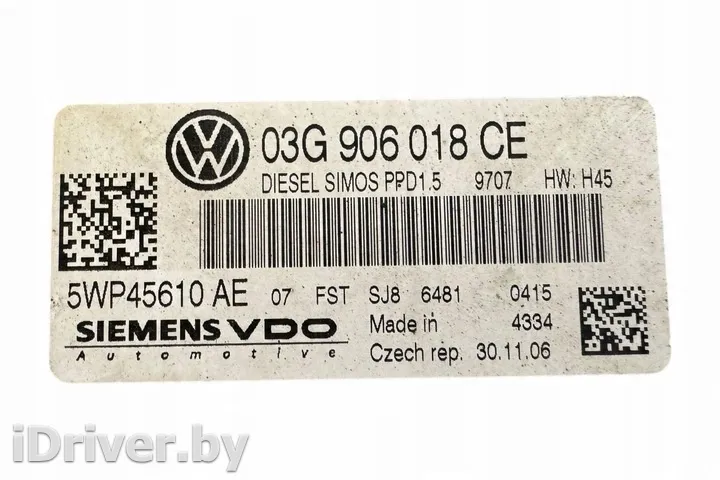 03G 906 018 CE
DIESEL SIMOS PPD1.5 9707 HW: H45
5WP45610 AE 07 FST SJ8 6481 0415
SIEMENS VDO Made in 4334
Automotive Czech rep. 30.11.06
iDriver.by